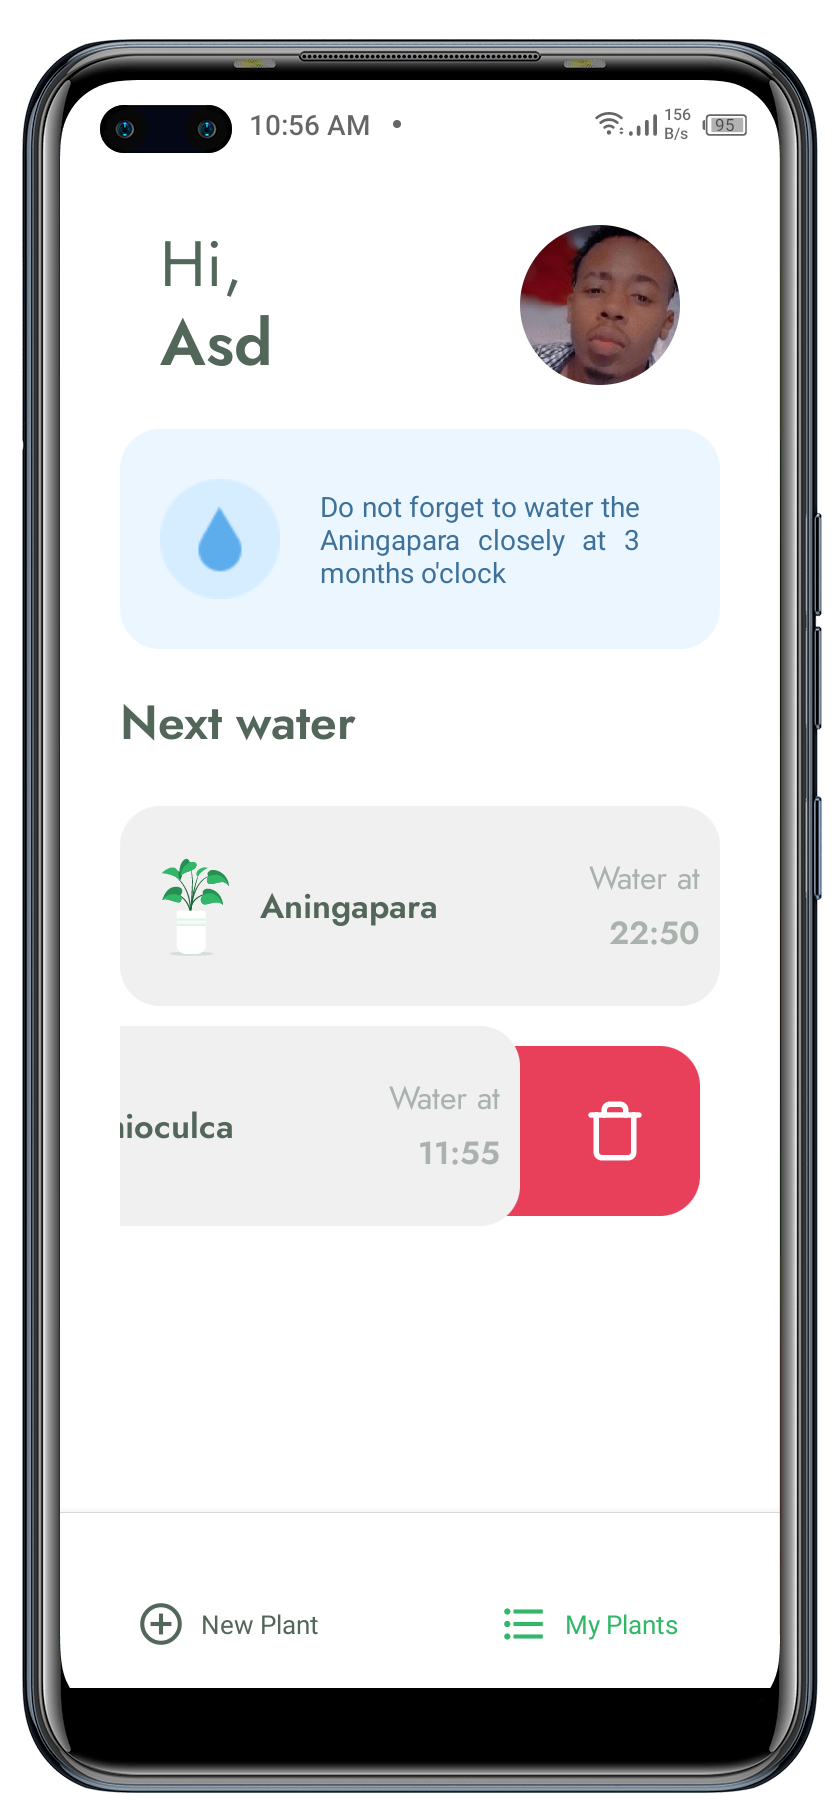 10:56 AM •
156
B/s
95
Hi,
Asd
Do not forget to water the
Aningapara closely at 3
months o'clock
Next water
Water at
Aningapara
22:50
Water at
ioculca
11:55
New Plant
My Plants